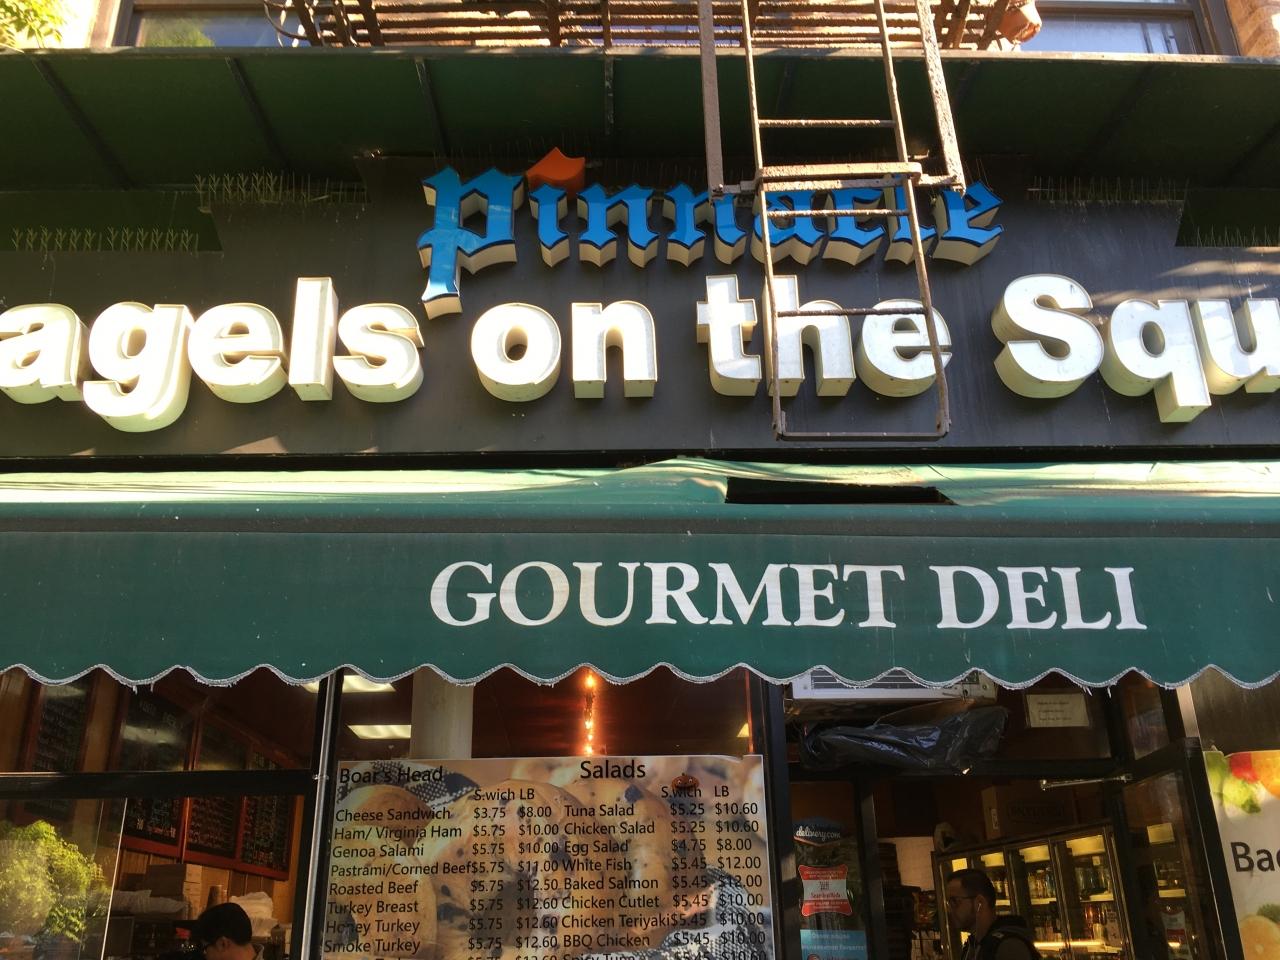 pinnacle
agels on the Squ
GOURMET DELI
Boar's Head
S.wich LB
Cheese Sandwich $3.75 $8.00
Ham/ Virginia Ham $5.75 $10.00
Genoa Salami $5.75 $10.00
Pastrami/Corned Beef $5.75 $11.00
Roasted Beef $5.75 $12.50
Turkey Breast $5.75 $12.60
Honey Turkey $5.75 $12.60
Smoke Turkey $5.75 $12.60
Salads
S.wich LB
Tuna Salad $5.25 $10.60
Chicken Salad $5.25 $10.60
Egg Salad $4.75 $8.00
White Fish $5.45 $12.00
Baked Salmon $5.45 $12.00
Chicken Cutlet $5.45 $10.00
Chicken Teriyaki $5.45 $10.00
BBQ Chicken $5.45 $10.00
delivery.com
Ba